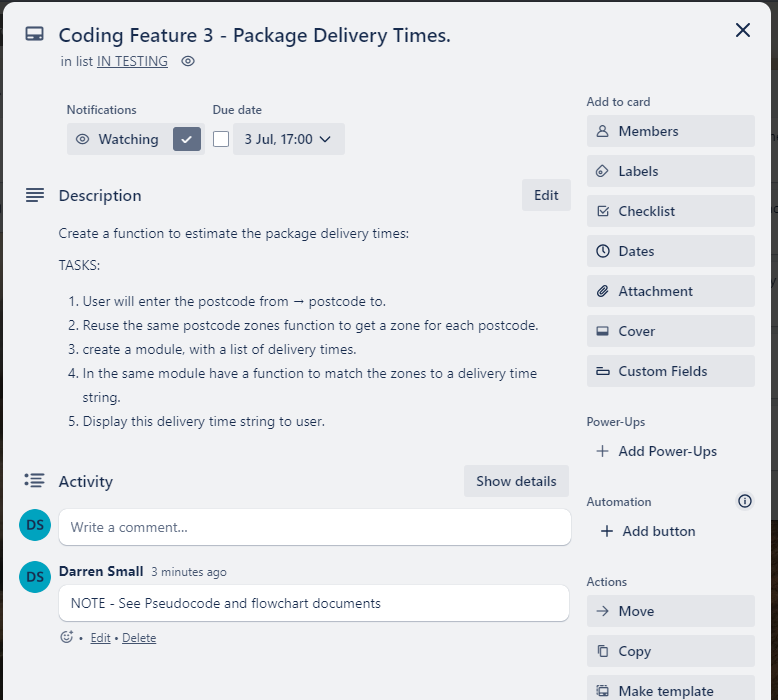 Coding Feature 3 - Package Delivery Times.
in list IN TESTING
Notifications
Due date
Watching
3 Jul, 17:00
Description
Edit
Create a function to estimate the package delivery times:
TASKS:
1. User will enter the postcode from → postcode to.
2. Reuse the same postcode zones function to get a zone for each postcode.
3. create a module, with a list of delivery times.
4. In the same module have a function to match the zones to a delivery time
string.
5. Display this delivery time string to user.
Activity
Show details
DS
Write a comment...
DS
Darren Small 3 minutes ago
NOTE - See Pseudocode and flowchart documents
• Edit • Delete
Add to card
Members
Labels
Checklist
Dates
Attachment
Cover
Custom Fields
Power-Ups
Add Power-Ups
Automation
Add button
Actions
Move
Copy
Make template